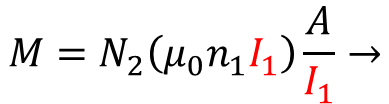 M = N₂(μ₀n₁I₁) A/I₁ →